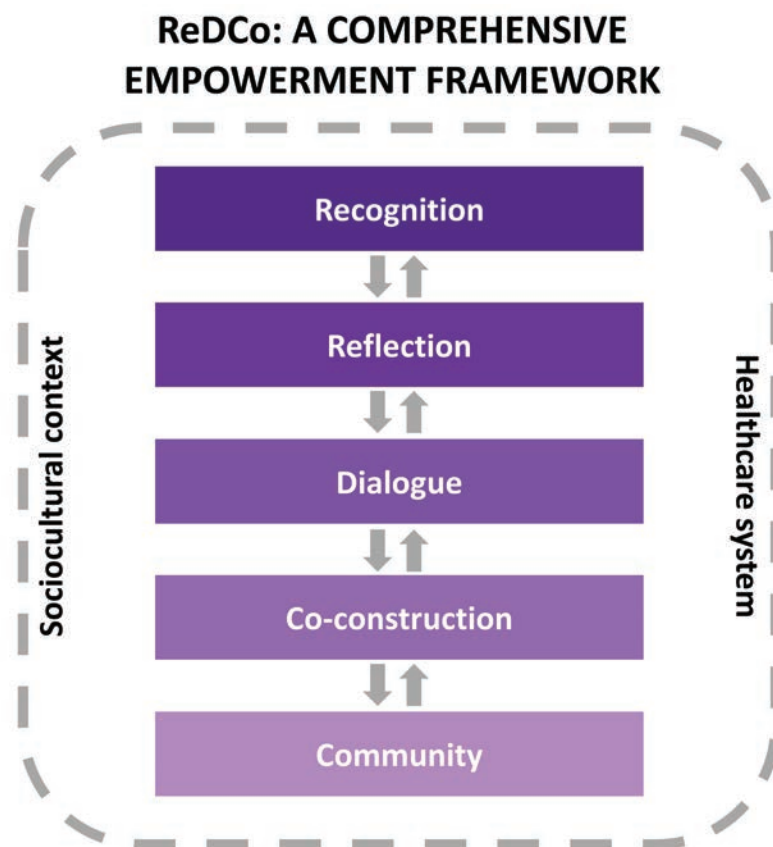 ReDCo: A COMPREHENSIVE
EMPOWERMENT FRAMEWORK
Recognition
Reflection
Dialogue
Co-construction
Community
Sociocultural context
Healthcare system